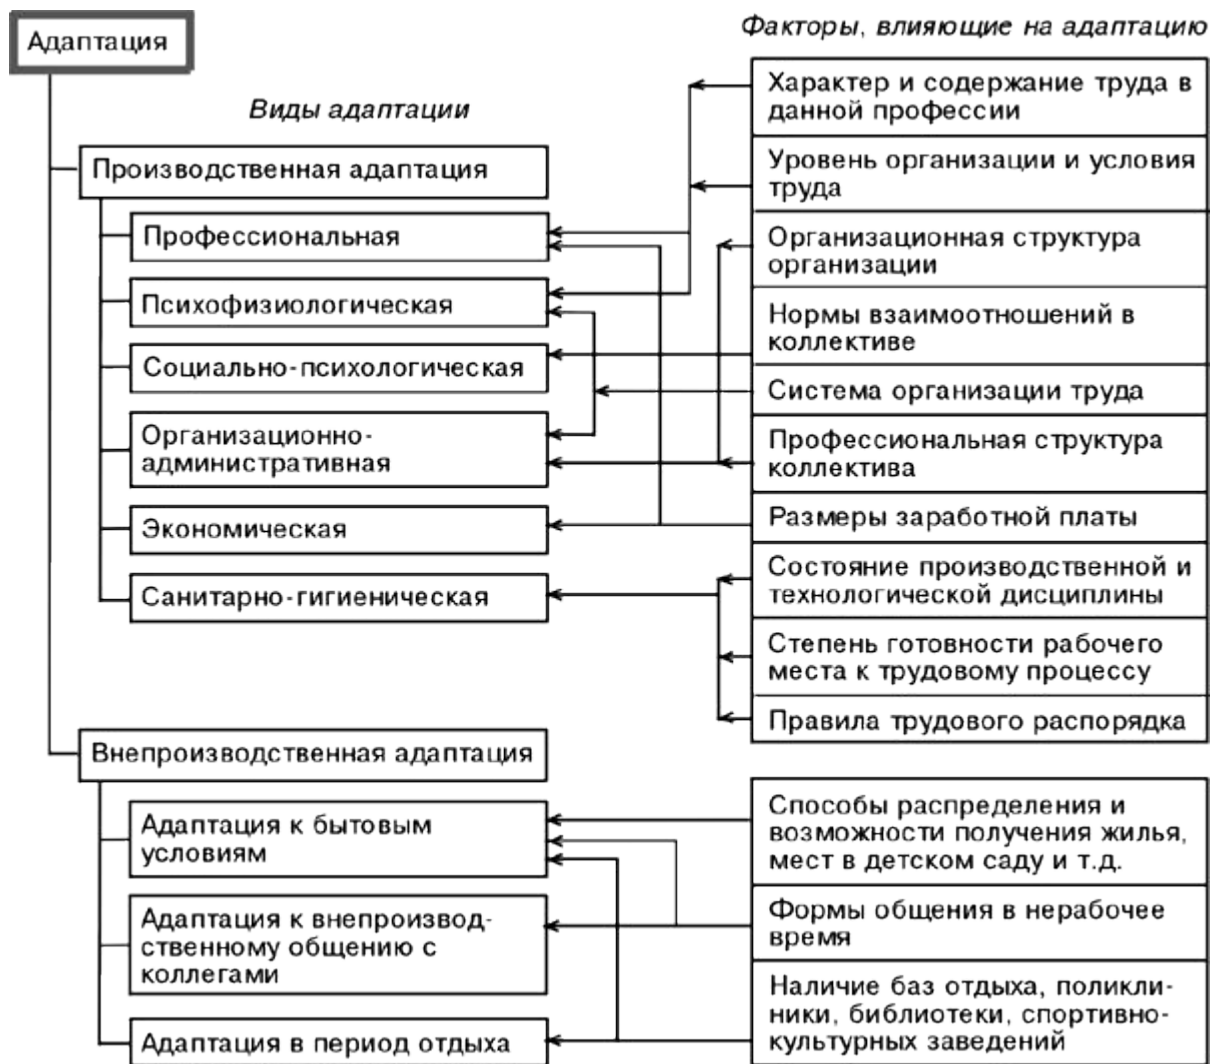 Адаптация
Виды адаптации
Производственная адаптация
Профессиональная
Психофизиологическая
Социально-психологическая
Организационно-
административная
Экономическая
Санитарно-гигиеническая
Внепроизводственная адаптация
Адаптация к бытовым
условиям
Адаптация к внепроизвод-
ственному общению с
коллегами
Адаптация в период отдыха
Факторы, влияющие на адаптацию
Характер и содержание труда в
данной профессии
Уровень организации и условия
труда
Организационная структура
организации
Нормы взаимоотношений в
коллективе
Система организации труда
Профессиональная структура
коллектива
Размеры заработной платы
Состояние производственной и
технологической дисциплины
Степень готовности рабочего
места к трудовому процессу
Правила трудового распорядка
Способы распределения и
возможности получения жилья,
мест в детском саду и т.д.
Формы общения в нерабочее
время
Наличие баз отдыха, поликли-
ники, библиотеки, спортивно-
культурных заведений